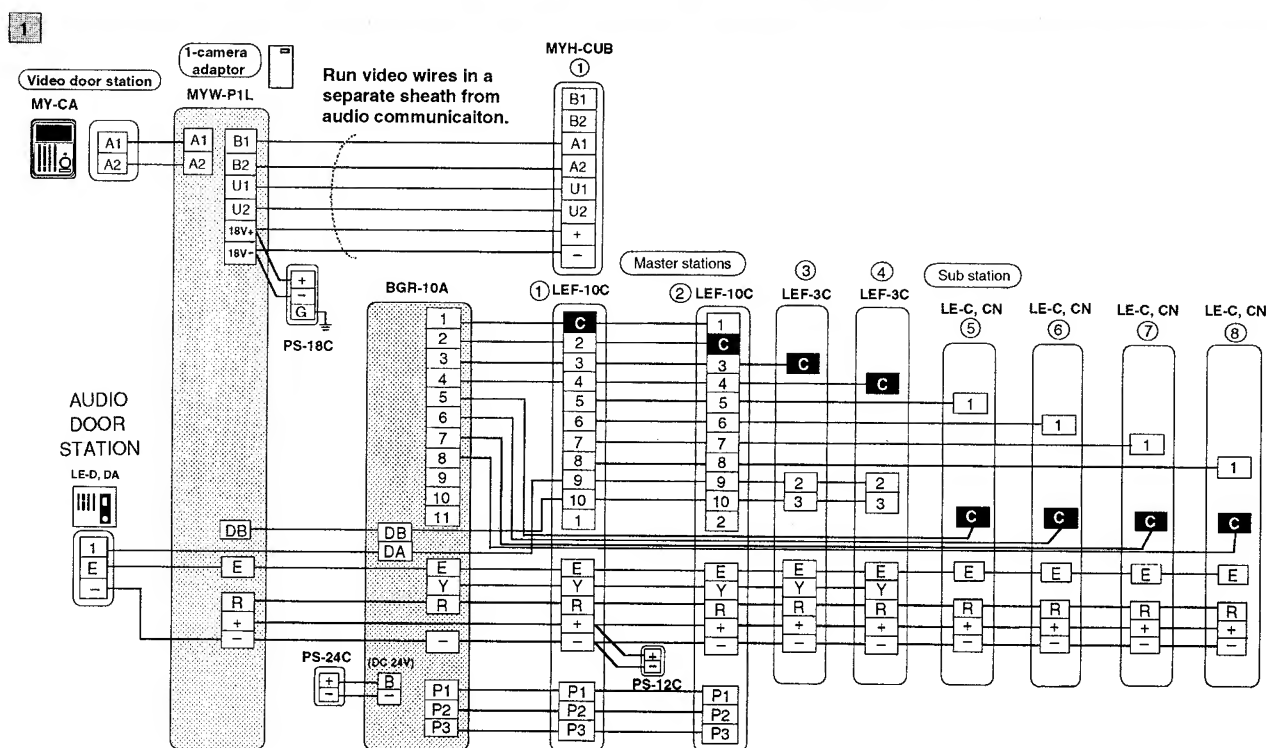 1
Video door station
MY-CA
A1
A2
1-camera
adaptor
MYW-P1L
A1
A2
B1
B2
U1
U2
18V+
18V−
DB
E
R
+
−
Run video wires in a
separate sheath from
audio communicaiton.
MYH-CUB
①
B1
B2
A1
A2
U1
U2
+
−
+
−
G
PS-18C
AUDIO
DOOR
STATION
LE-D, DA
1
E
−
PS-24C
+
−
(DC 24V)
B
−
BGR-10A
1
2
3
4
5
6
7
8
9
10
11
DB
DA
E
Y
R
−
P1
P2
P3
Master stations
① LEF-10C
C
2
3
4
5
6
7
8
9
10
1
E
Y
R
+
−
P1
P2
P3
+
−
PS-12C
② LEF-10C
1
C
3
4
5
6
7
8
9
10
2
E
Y
R
+
−
P1
P2
P3
③
LEF-3C
C
2
3
E
Y
R
+
−
④
LEF-3C
C
2
3
E
Y
R
+
−
Sub station
LE-C, CN
⑤
1
C
E
R
+
−
LE-C, CN
⑥
1
C
E
R
+
−
LE-C, CN
⑦
1
C
E
R
+
−
LE-C, CN
⑧
1
C
E
R
+
−